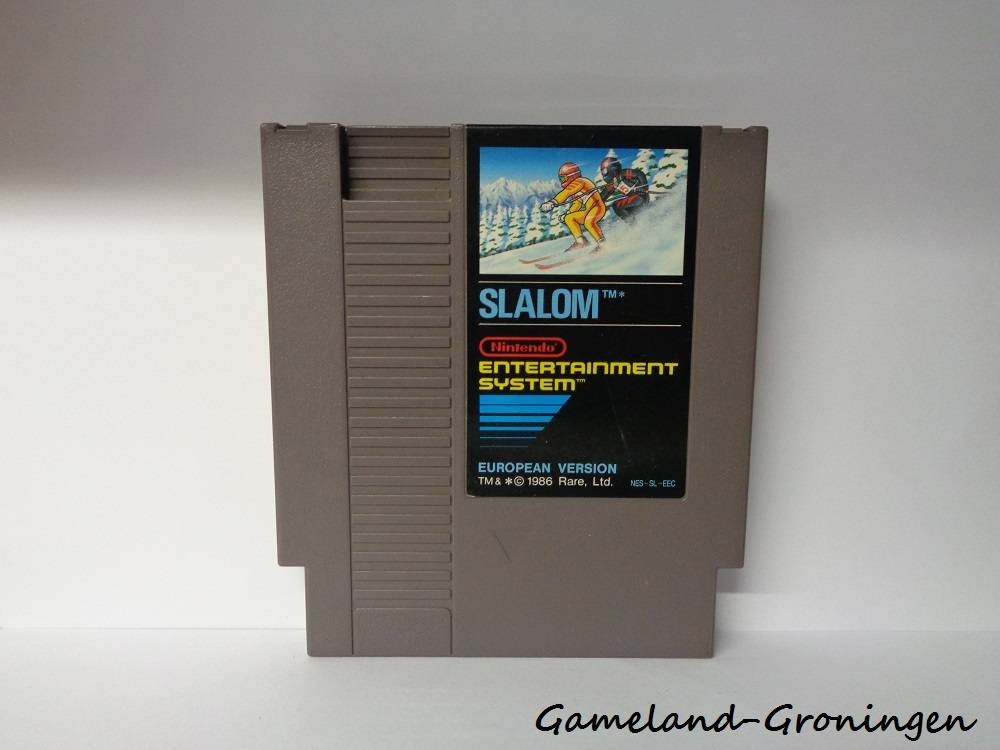 SLALOM™*
Nintendo®
ENTERTAINMENT
SYSTEM™
EUROPEAN VERSION
TM & *© 1986 Rare, Ltd. NES-SL-EEC
Gameland-Groningen